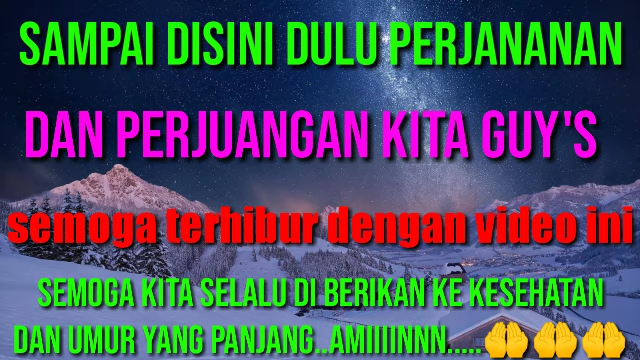 SAMPAI DISINI DULU PERJANANAN
DAN PERJUANGAN KITA GUY'S
semoga terhibur dengan video ini
SEMOGA KITA SELALU DI BERIKAN KE KESEHATAN
DAN UMUR YANG PANJANG..AMIIIINNN.....🤲🤲🤲